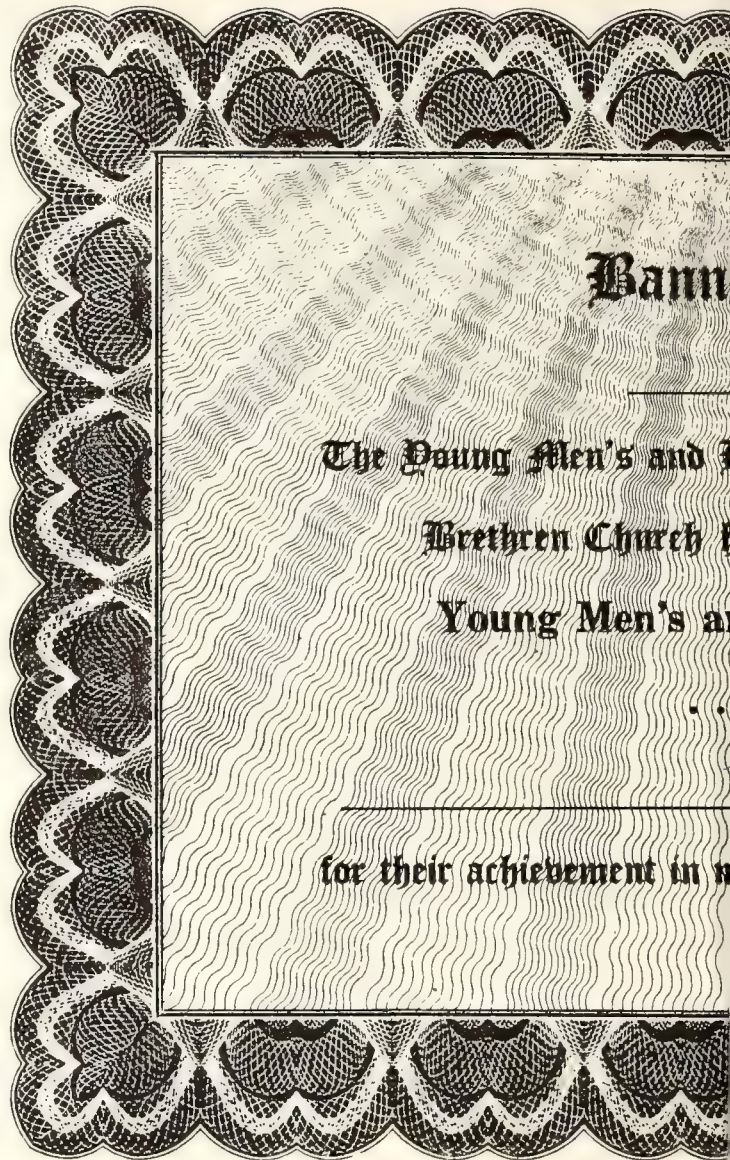 Bann
The Young Men's and
Brethren Church
Young Men's a
. .
for their achievement in